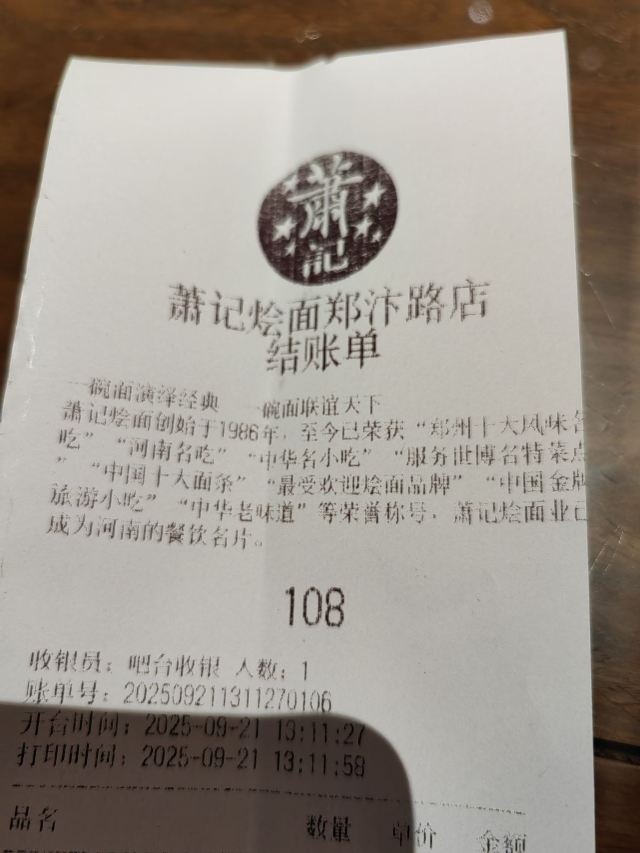 萧
記
萧记烩面郑汴路店
结账单
一碗面演绎经典 一碗面联谊天下
萧记烩面创始于1986年，至今已荣获“郑州十大风味名
吃”“河南名吃”“中华名小吃”“服务世博名特菜点
”“中国十大面条”“最受欢迎烩面品牌”“中国金牌
旅游小吃”“中华老味道”等荣誉称号，萧记烩面业已
成为河南的餐饮名片。
108
收银员：吧台收银 人数：1
账单号：2025092113112701​06
开台时间：2025-09-21 13:11:27
打印时间：2025-09-21 13:11:58
品名 数量 单价 金额